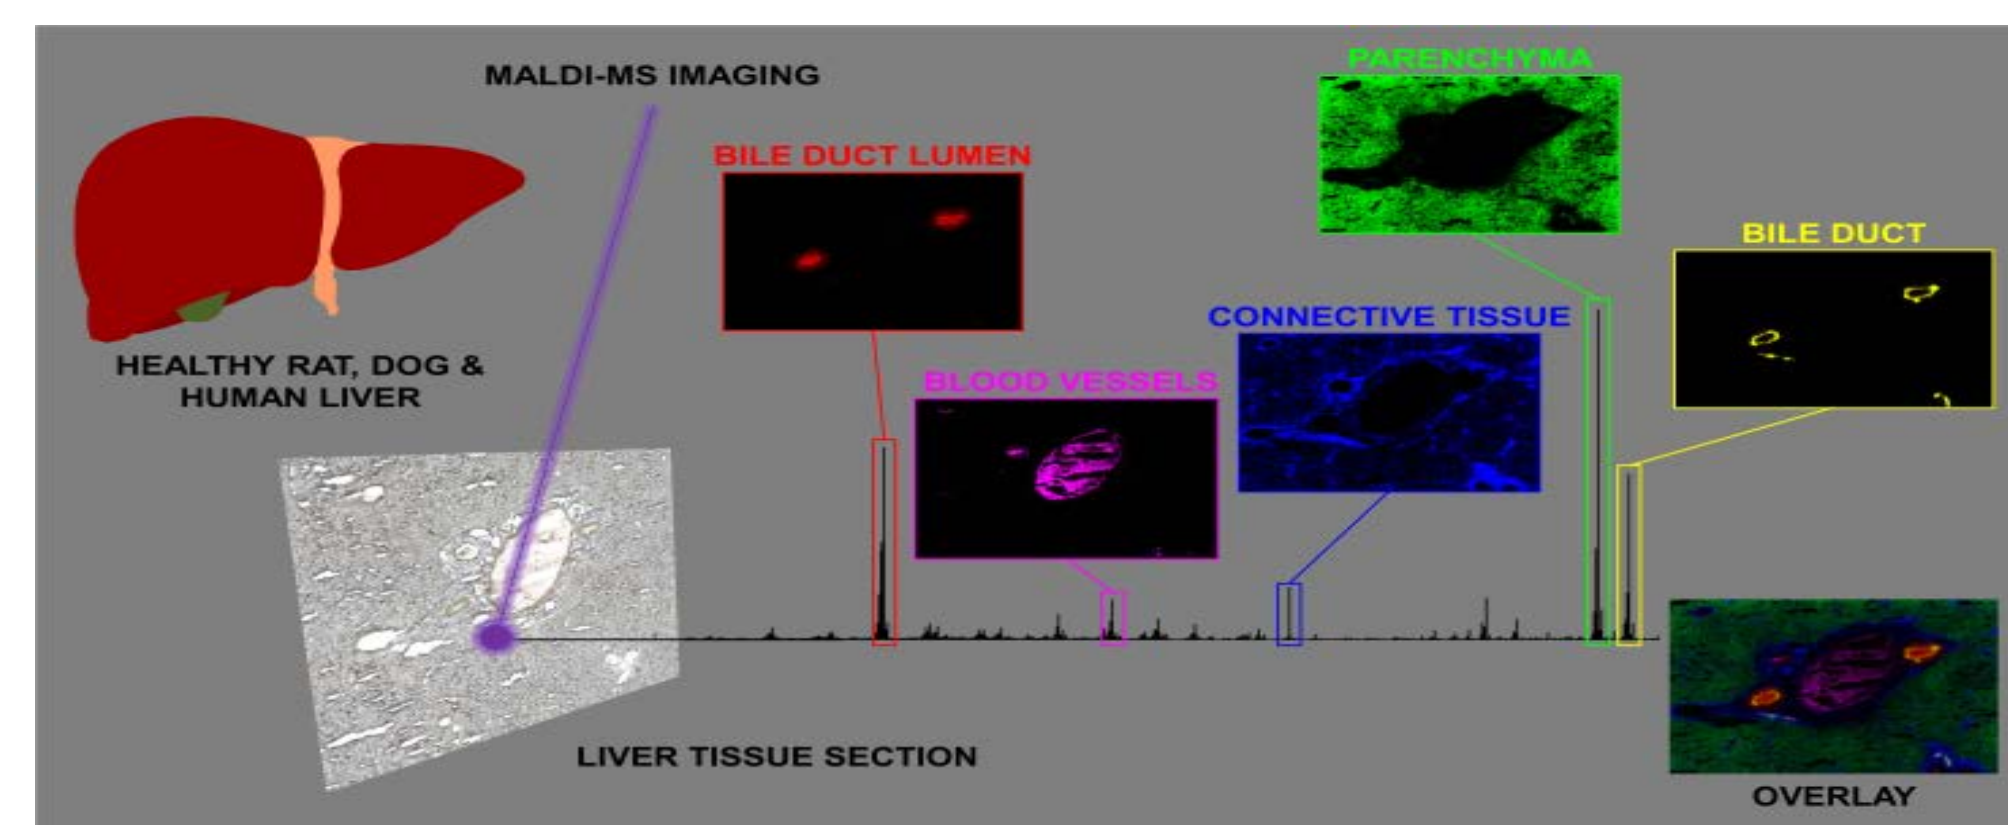 MALDI-MS IMAGING
PARENCHYMA
BILE DUCT LUMEN
BILE DUCT
CONNECTIVE TISSUE
HEALTHY RAT, DOG &
HUMAN LIVER
BLOOD VESSELS
LIVER TISSUE SECTION
OVERLAY